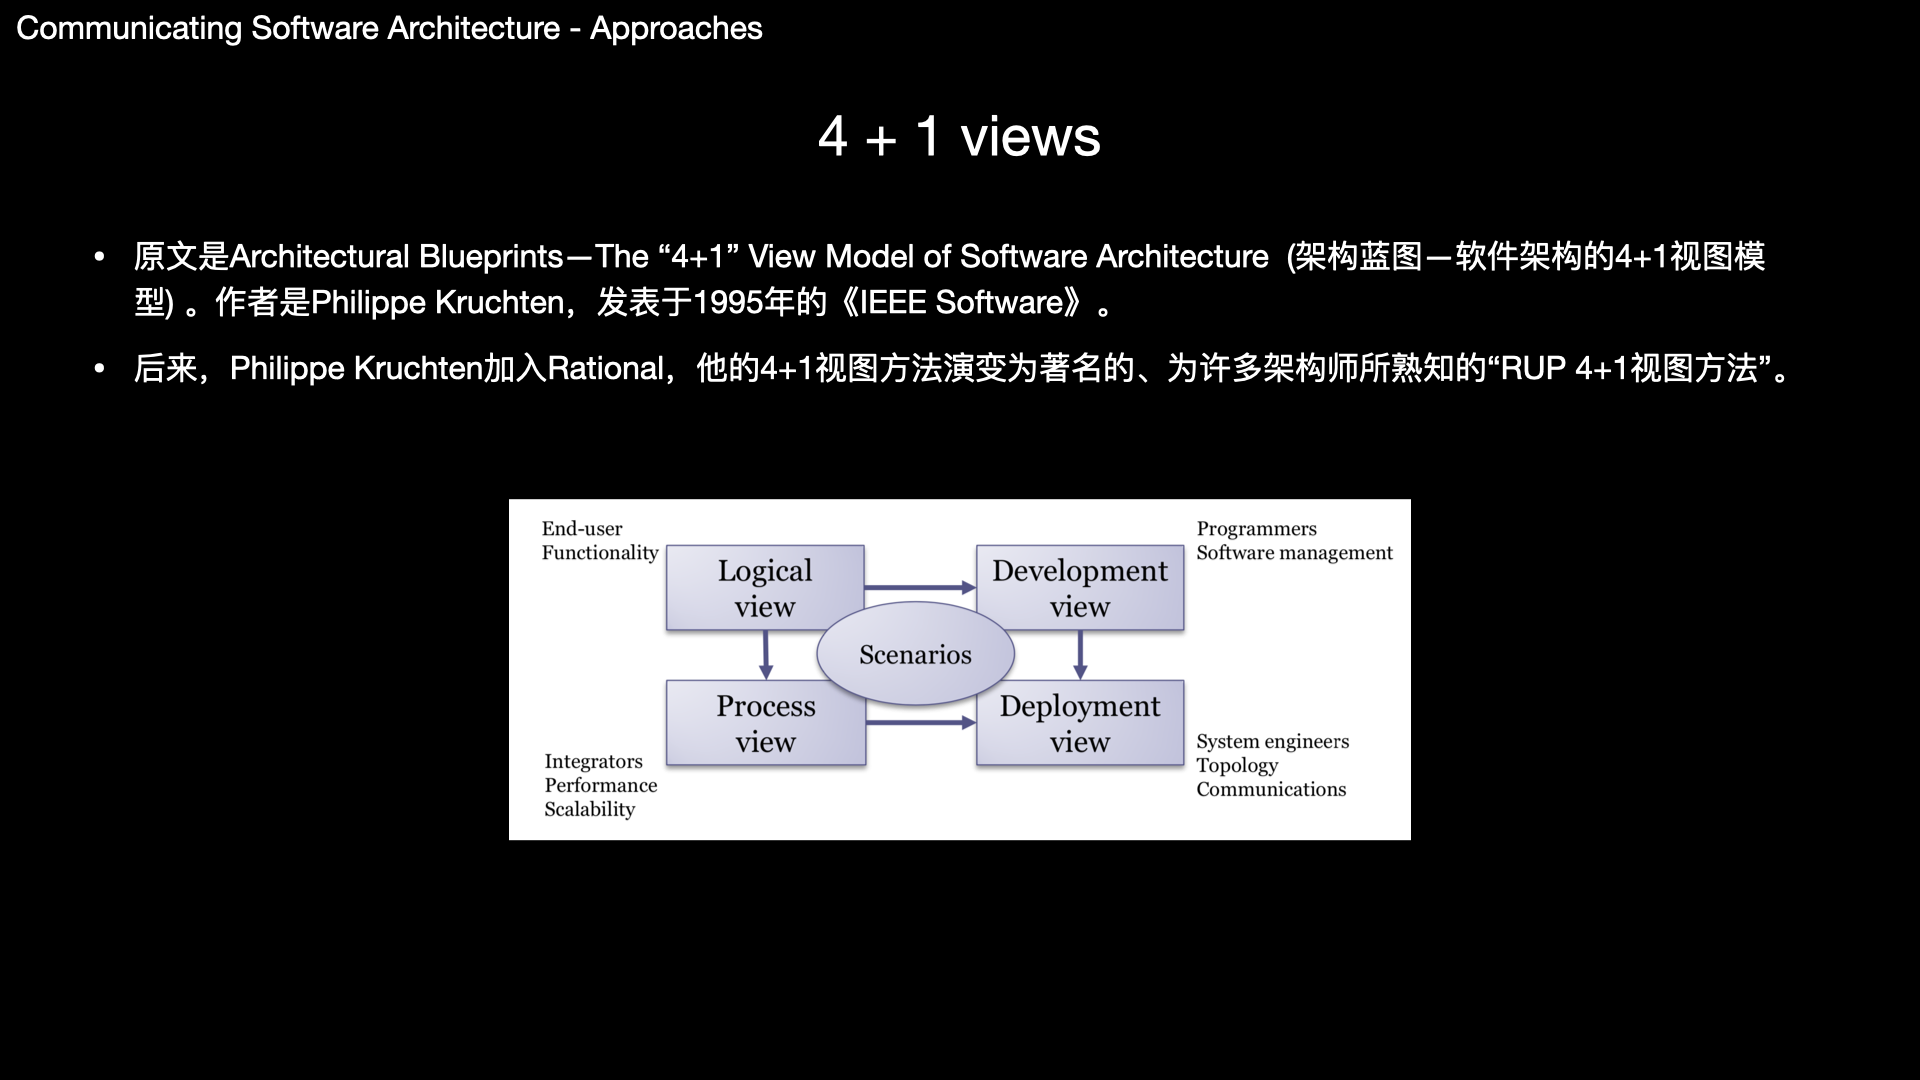 Communicating Software Architecture - Approaches
4 + 1 views
• 原文是Architectural Blueprints—The “4+1” View Model of Software Architecture (架构蓝图—软件架构的4+1视图模
型) 。作者是Philippe Kruchten，发表于1995年的《IEEE Software》。
• 后来，Philippe Kruchten加入Rational，他的4+1视图方法演变为著名的、为许多架构师所熟知的“RUP 4+1视图方法”。
End-user
Functionality
Logical
view
Development
view
Programmers
Software management
Scenarios
Process
view
Deployment
view
Integrators
Performance
Scalability
System engineers
Topology
Communications